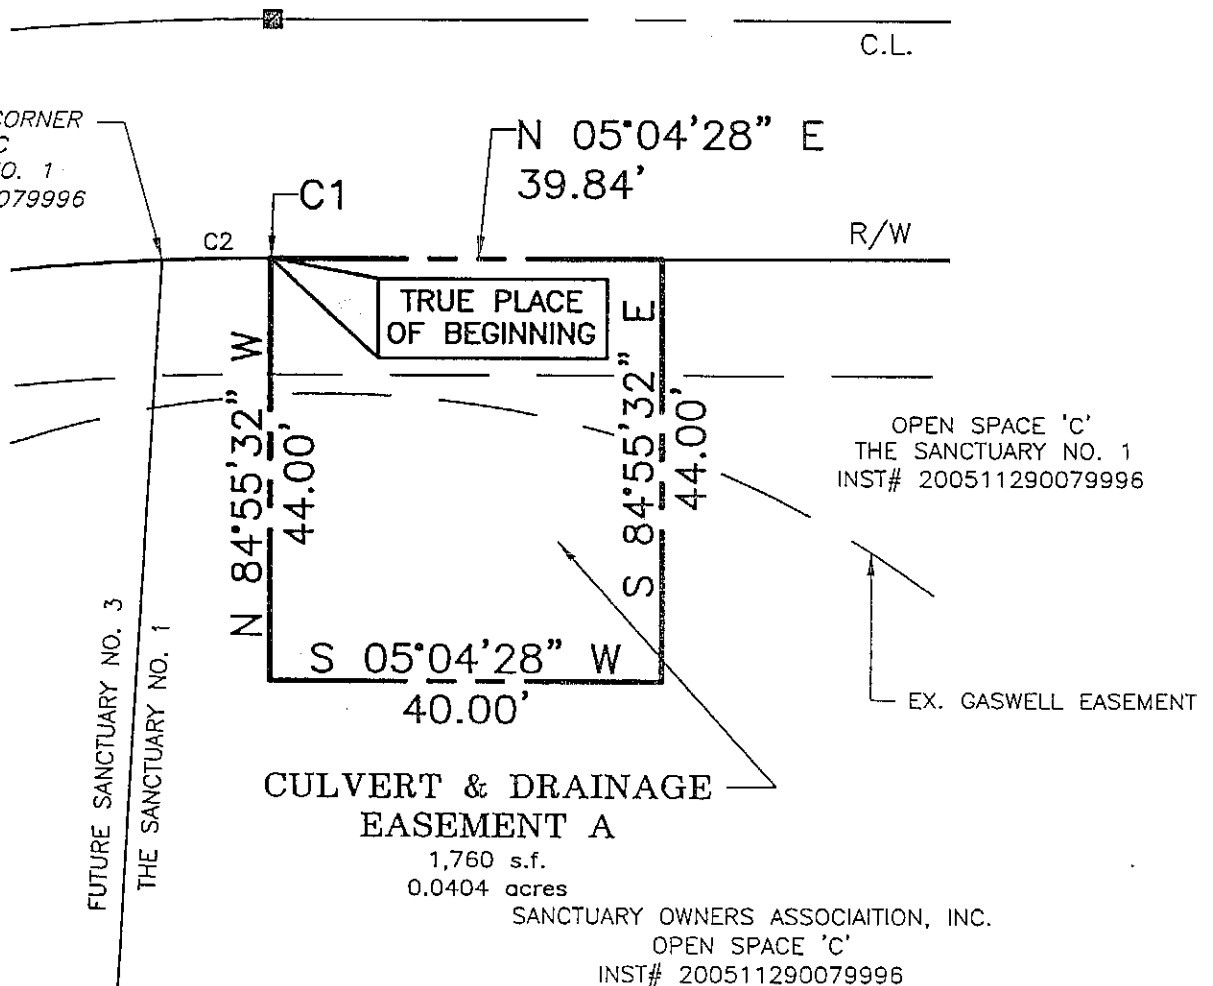 C.L.
CORNER
C
NO. 1
0079996
N 05°04'28" E
39.84'
C1
C2
R/W
TRUE PLACE
OF BEGINNING
N 84°55'32" W
44.00'
S 84°55'32" E
44.00'
OPEN SPACE 'C'
THE SANCTUARY NO. 1
INST# 200511290079996
S 05°04'28" W
40.00'
EX. GASWELL EASEMENT
FUTURE SANCTUARY NO. 3
THE SANCTUARY NO. 1
CULVERT & DRAINAGE
EASEMENT A
1,760 s.f.
0.0404 acres
SANCTUARY OWNERS ASSOCIAITION, INC.
OPEN SPACE 'C'
INST# 200511290079996